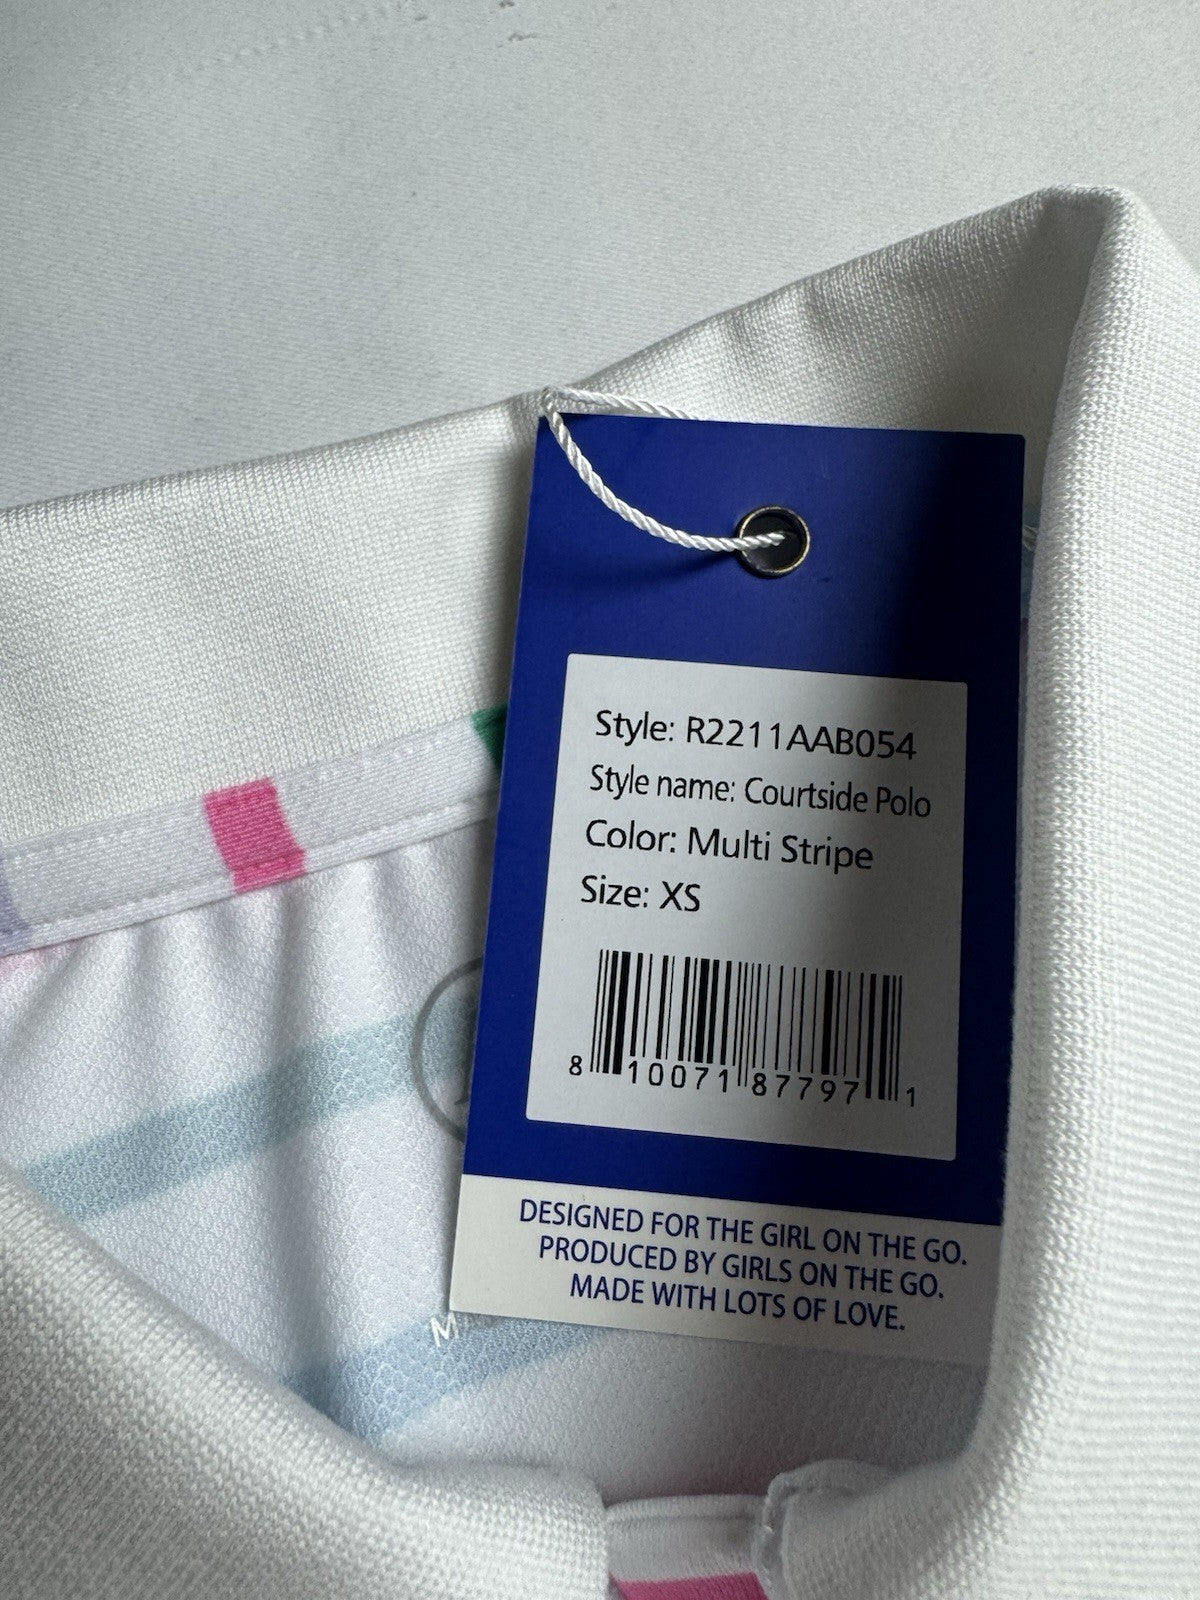 Style: R2211AAB054
Style name: Courtside Polo
Color: Multi Stripe
Size: XS
8 10071 87797 1
DESIGNED FOR THE GIRL ON THE GO.
PRODUCED BY GIRLS ON THE GO.
MADE WITH LOTS OF LOVE.